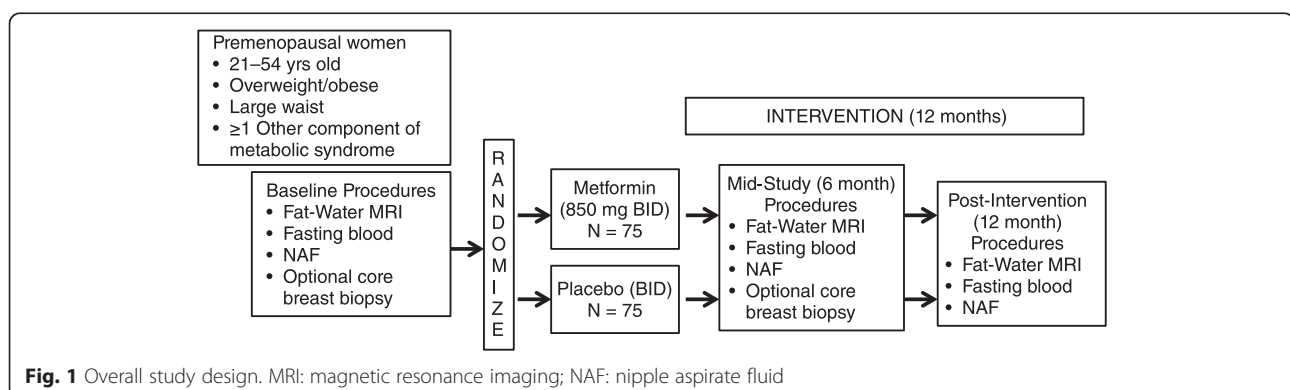 Premenopausal women
• 21–54 yrs old
• Overweight/obese
• Large waist
• ≥1 Other component of
metabolic syndrome
Baseline Procedures
• Fat-Water MRI
• Fasting blood
• NAF
• Optional core
breast biopsy
R
A
N
D
O
M
I
Z
E
INTERVENTION (12 months)
Metformin
(850 mg BID)
N = 75
Placebo (BID)
N = 75
Mid-Study (6 month)
Procedures
• Fat-Water MRI
• Fasting blood
• NAF
• Optional core
breast biopsy
Post-Intervention
(12 month)
Procedures
• Fat-Water MRI
• Fasting blood
• NAF
Fig. 1 Overall study design. MRI: magnetic resonance imaging; NAF: nipple aspirate fluid